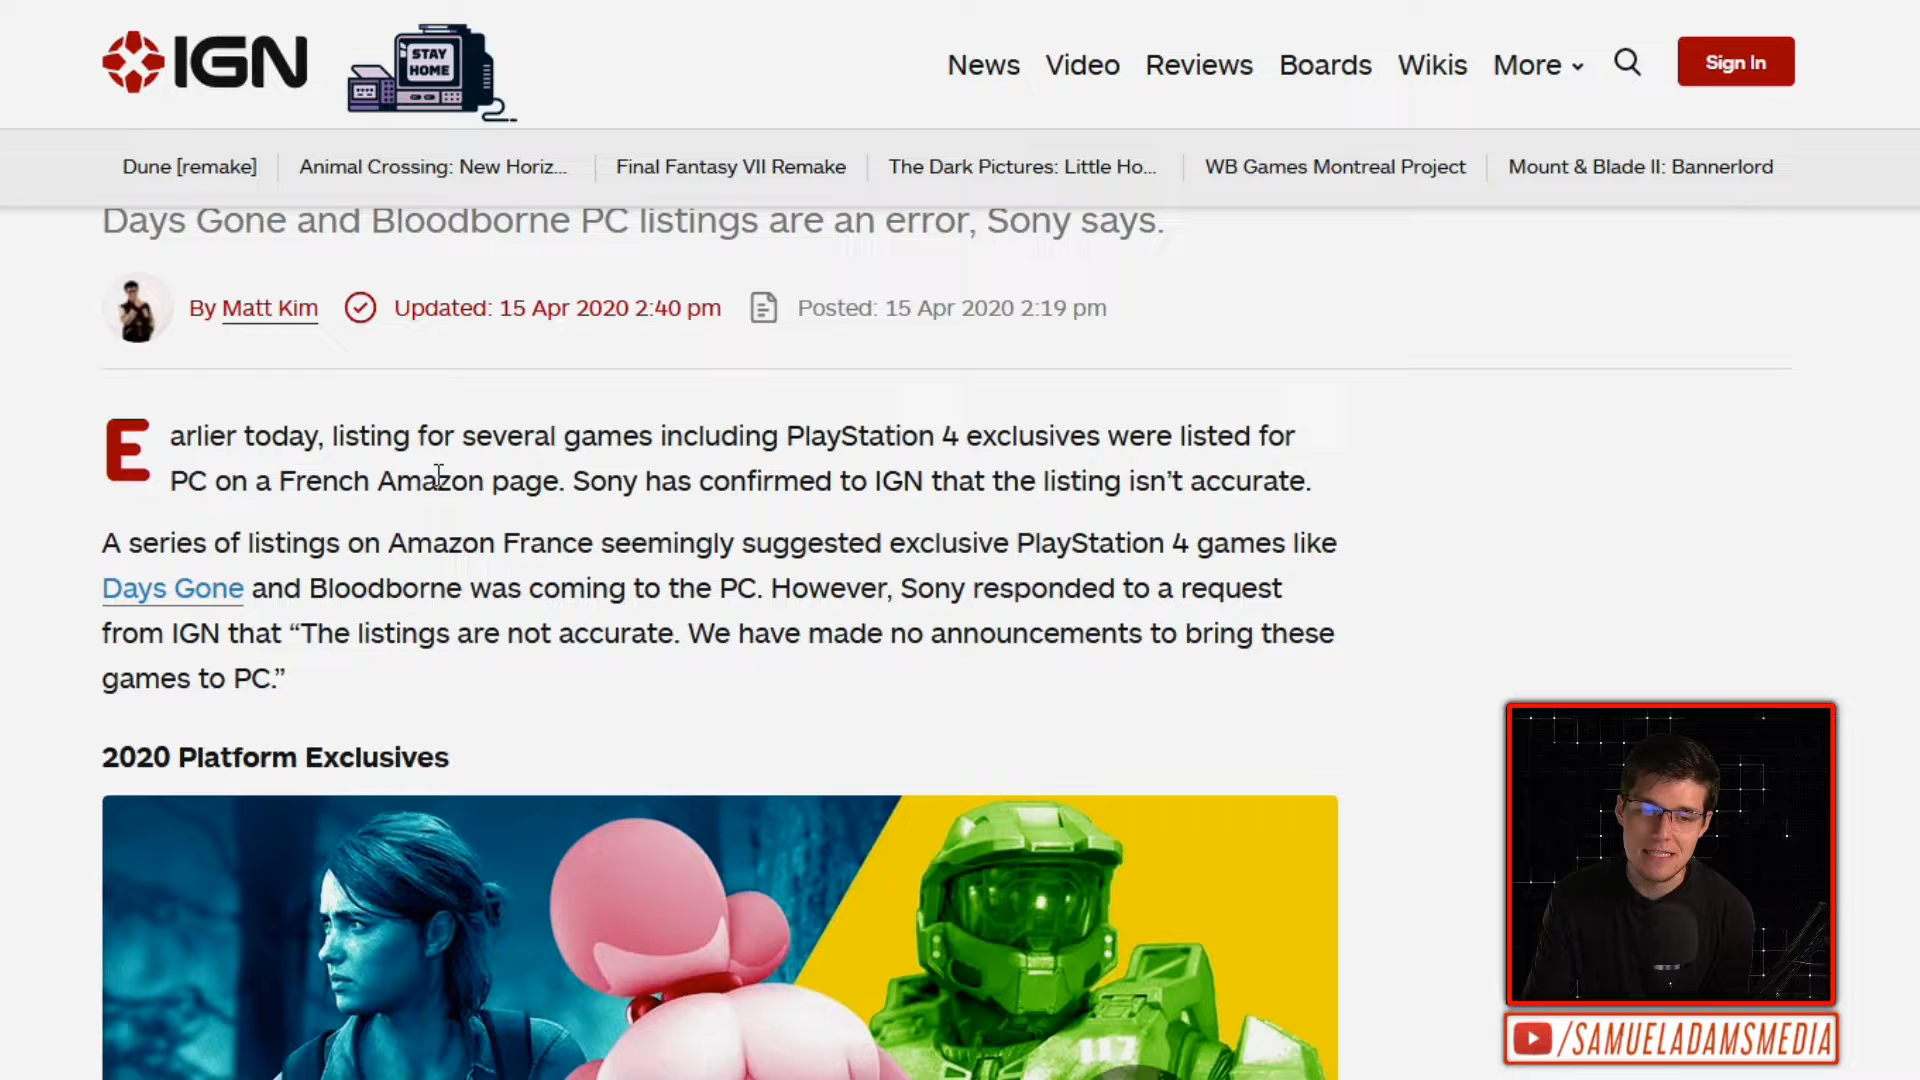 IGN
STAY
HOME
News Video Reviews Boards Wikis More
Sign In
Dune [remake] Animal Crossing: New Horiz... Final Fantasy VII Remake The Dark Pictures: Little Ho... WB Games Montreal Project Mount & Blade II: Bannerlord
Days Gone and Bloodborne PC listings are an error, Sony says.
By Matt Kim Updated: 15 Apr 2020 2:40 pm Posted: 15 Apr 2020 2:19 pm
Earlier today, listing for several games including PlayStation 4 exclusives were listed for
PC on a French Amazon page. Sony has confirmed to IGN that the listing isn’t accurate.
A series of listings on Amazon France seemingly suggested exclusive PlayStation 4 games like
Days Gone and Bloodborne was coming to the PC. However, Sony responded to a request
from IGN that “The listings are not accurate. We have made no announcements to bring these
games to PC.”
2020 Platform Exclusives
117
/SAMUELADAMSMEDIA